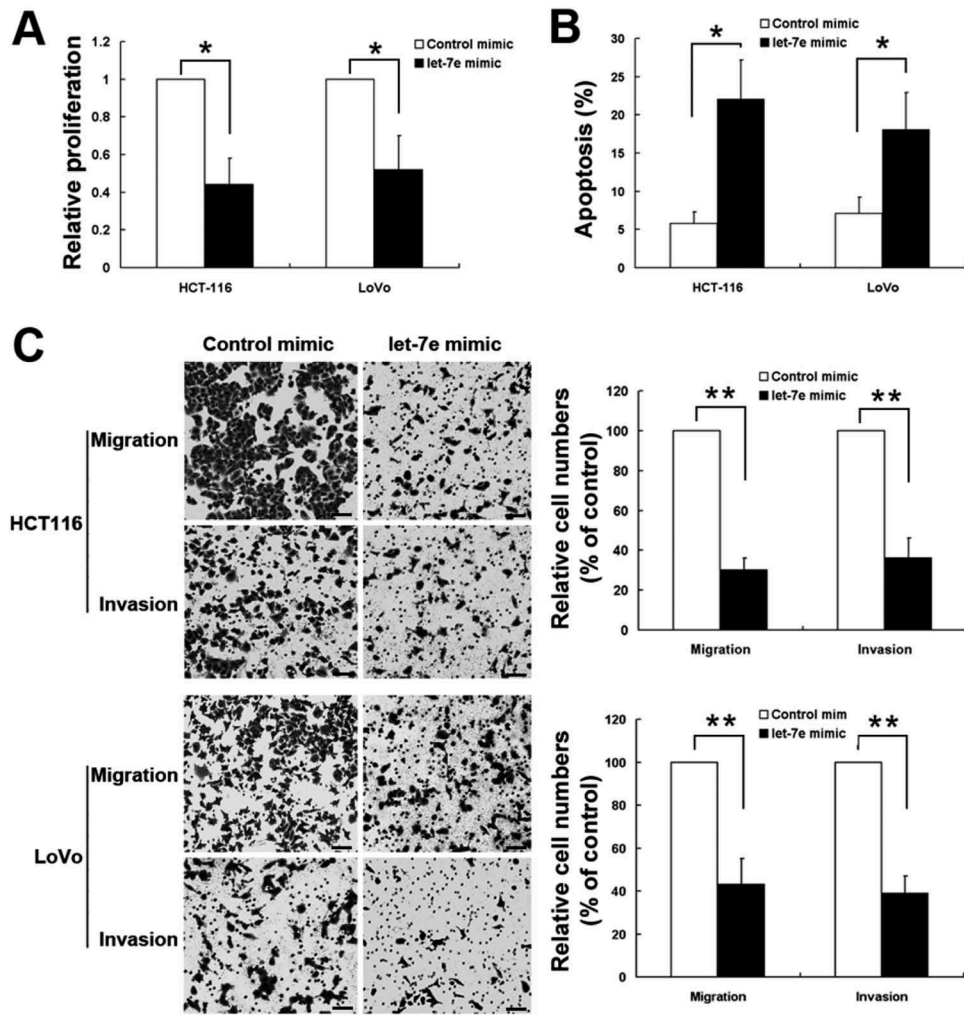 A
Relative proliferation
1.2
1
0.8
0.6
0.4
0.2
0
*
*
Control mimic
let-7e mimic
HCT-116
LoVo
B
Apoptosis (%)
30
25
20
15
10
5
0
*
*
Control mimic
let-7e mimic
HCT-116
LoVo
C
Control mimic
let-7e mimic
HCT116
Migration
Invasion
LoVo
Migration
Invasion
Relative cell numbers
(% of control)
120
100
80
60
40
20
0
**
**
Control mimic
let-7e mimic
Migration
Invasion
Relative cell numbers
(% of control)
120
100
80
60
40
20
0
**
**
Control mim
let-7e mimic
Migration
Invasion